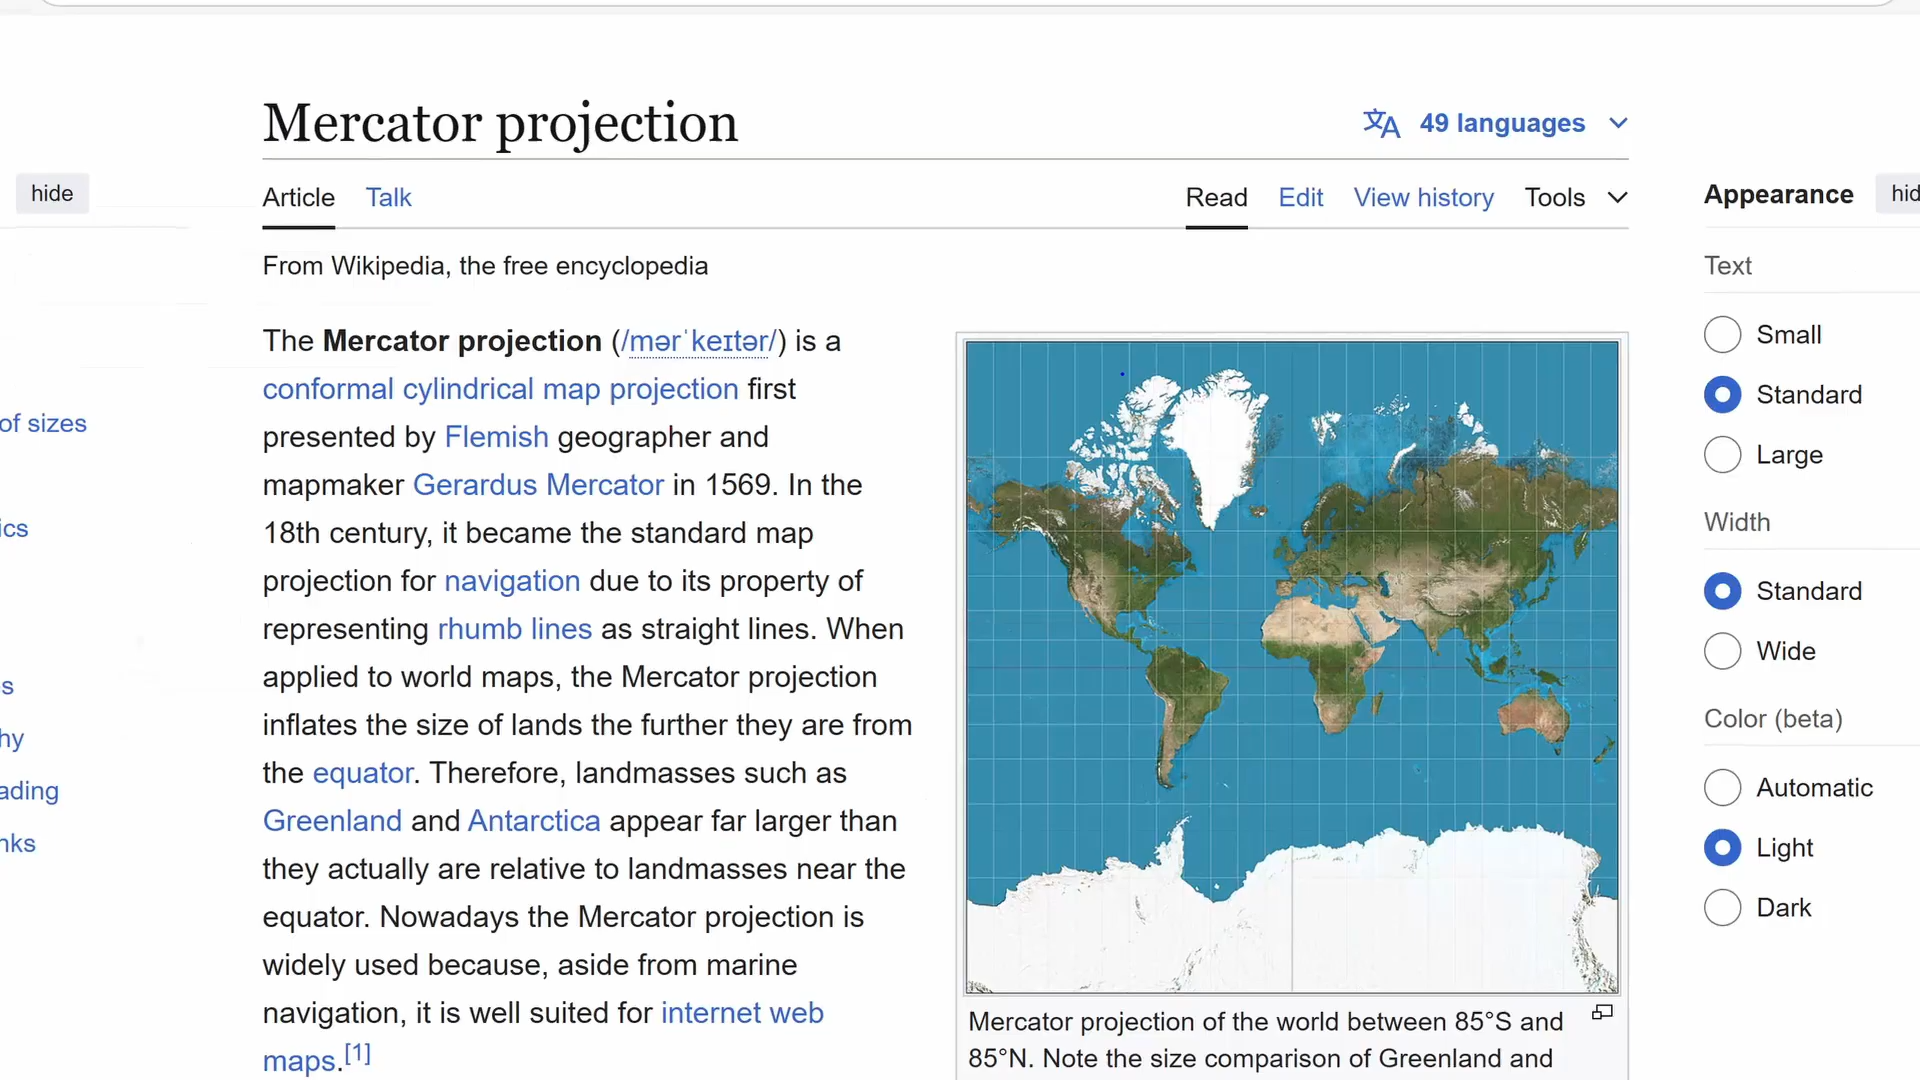 Mercator projection
49 languages
hide
Article Talk
Read Edit View history Tools
Appearance
From Wikipedia, the free encyclopedia
Text
The Mercator projection (/mərˈkeɪtər/) is a
conformal cylindrical map projection first
presented by Flemish geographer and
mapmaker Gerardus Mercator in 1569. In the
18th century, it became the standard map
projection for navigation due to its property of
representing rhumb lines as straight lines. When
applied to world maps, the Mercator projection
inflates the size of lands the further they are from
the equator. Therefore, landmasses such as
Greenland and Antarctica appear far larger than
they actually are relative to landmasses near the
equator. Nowadays the Mercator projection is
widely used because, aside from marine
navigation, it is well suited for internet web
maps.[1]
Mercator projection of the world between 85°S and
85°N. Note the size comparison of Greenland and
Small
Standard
Large
Width
Standard
Wide
Color (beta)
Automatic
Light
Dark
of sizes